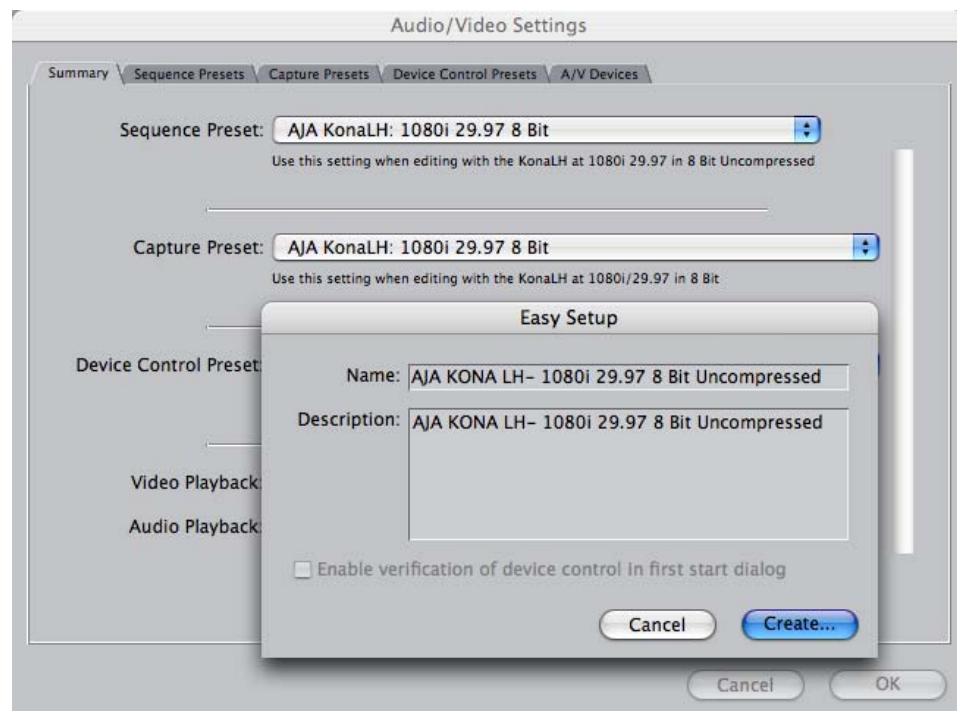 Audio/Video Settings
Summary Sequence Presets Capture Presets Device Control Presets A/V Devices
Sequence Preset: AJA KonaLH: 1080i 29.97 8 Bit
Use this setting when editing with the KonaLH at 1080i 29.97 in 8 Bit Uncompressed
Capture Preset: AJA KonaLH: 1080i 29.97 8 Bit
Use this setting when editing with the KonaLH at 1080i/29.97 in 8 Bit
Device Control Preset:
Video Playback:
Audio Playback:
Easy Setup
Name: AJA KONA LH- 1080i 29.97 8 Bit Uncompressed
Description: AJA KONA LH- 1080i 29.97 8 Bit Uncompressed
Enable verification of device control in first start dialog
Cancel Create...
Cancel OK